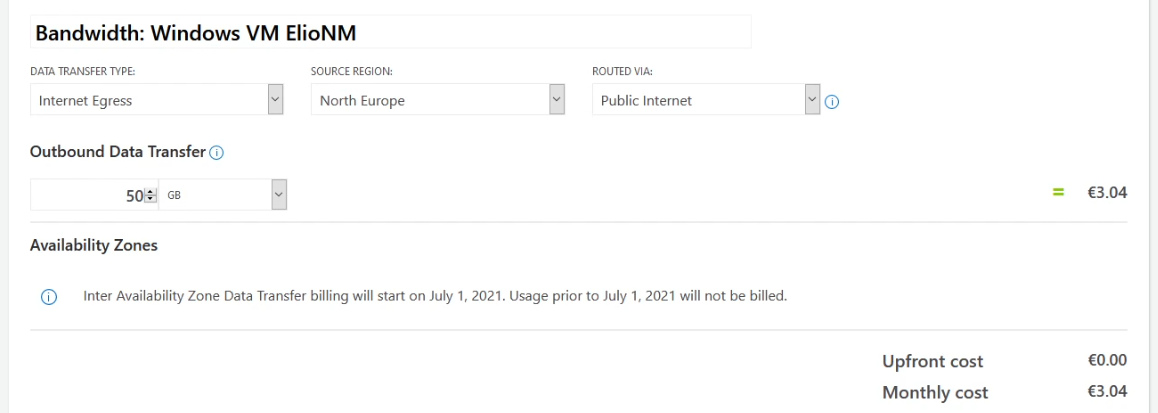 Bandwidth: Windows VM ElioNM
DATA TRANSFER TYPE: SOURCE REGION: ROUTED VIA:
Internet Egress North Europe Public Internet
Outbound Data Transfer
50 GB = €3.04
Availability Zones
Inter Availability Zone Data Transfer billing will start on July 1, 2021. Usage prior to July 1, 2021 will not be billed.
Upfront cost €0.00
Monthly cost €3.04